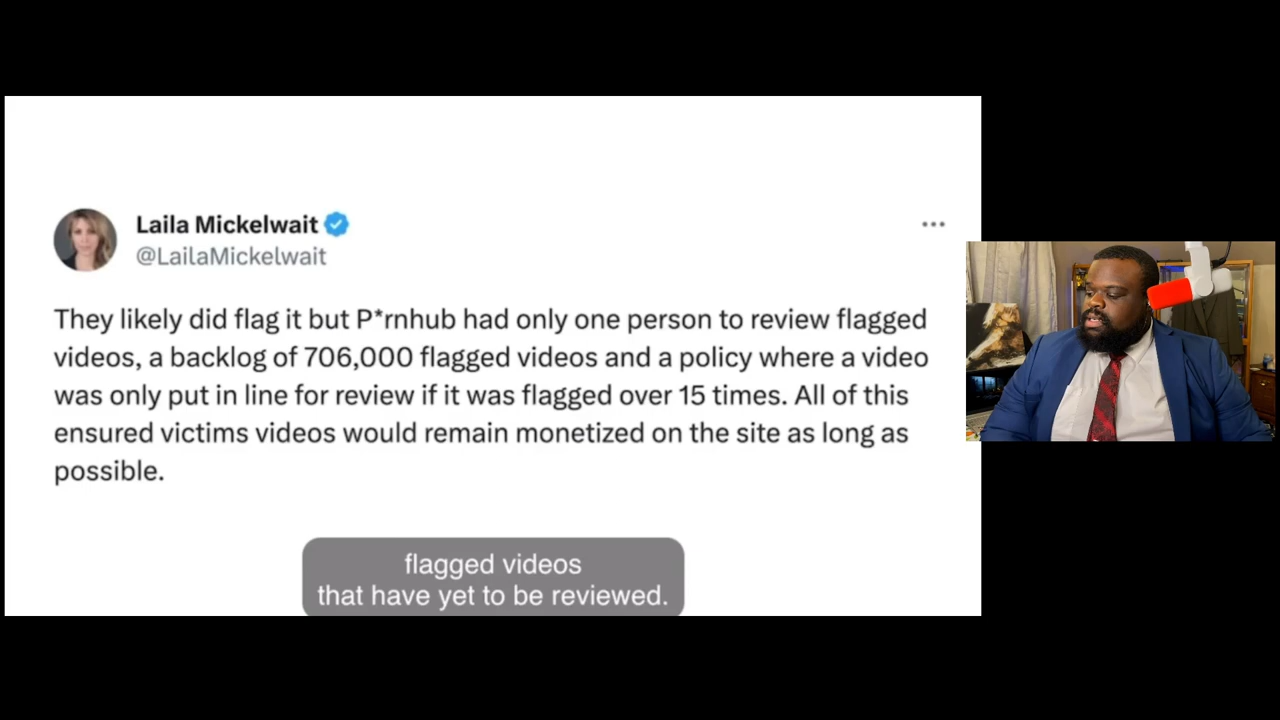 Laila Mickelwait
@LailaMickelwait
They likely did flag it but P*rnhub had only one person to review flagged
videos, a backlog of 706,000 flagged videos and a policy where a video
was only put in line for review if it was flagged over 15 times. All of this
ensured victims videos would remain monetized on the site as long as
possible.
flagged videos
that have yet to be reviewed.